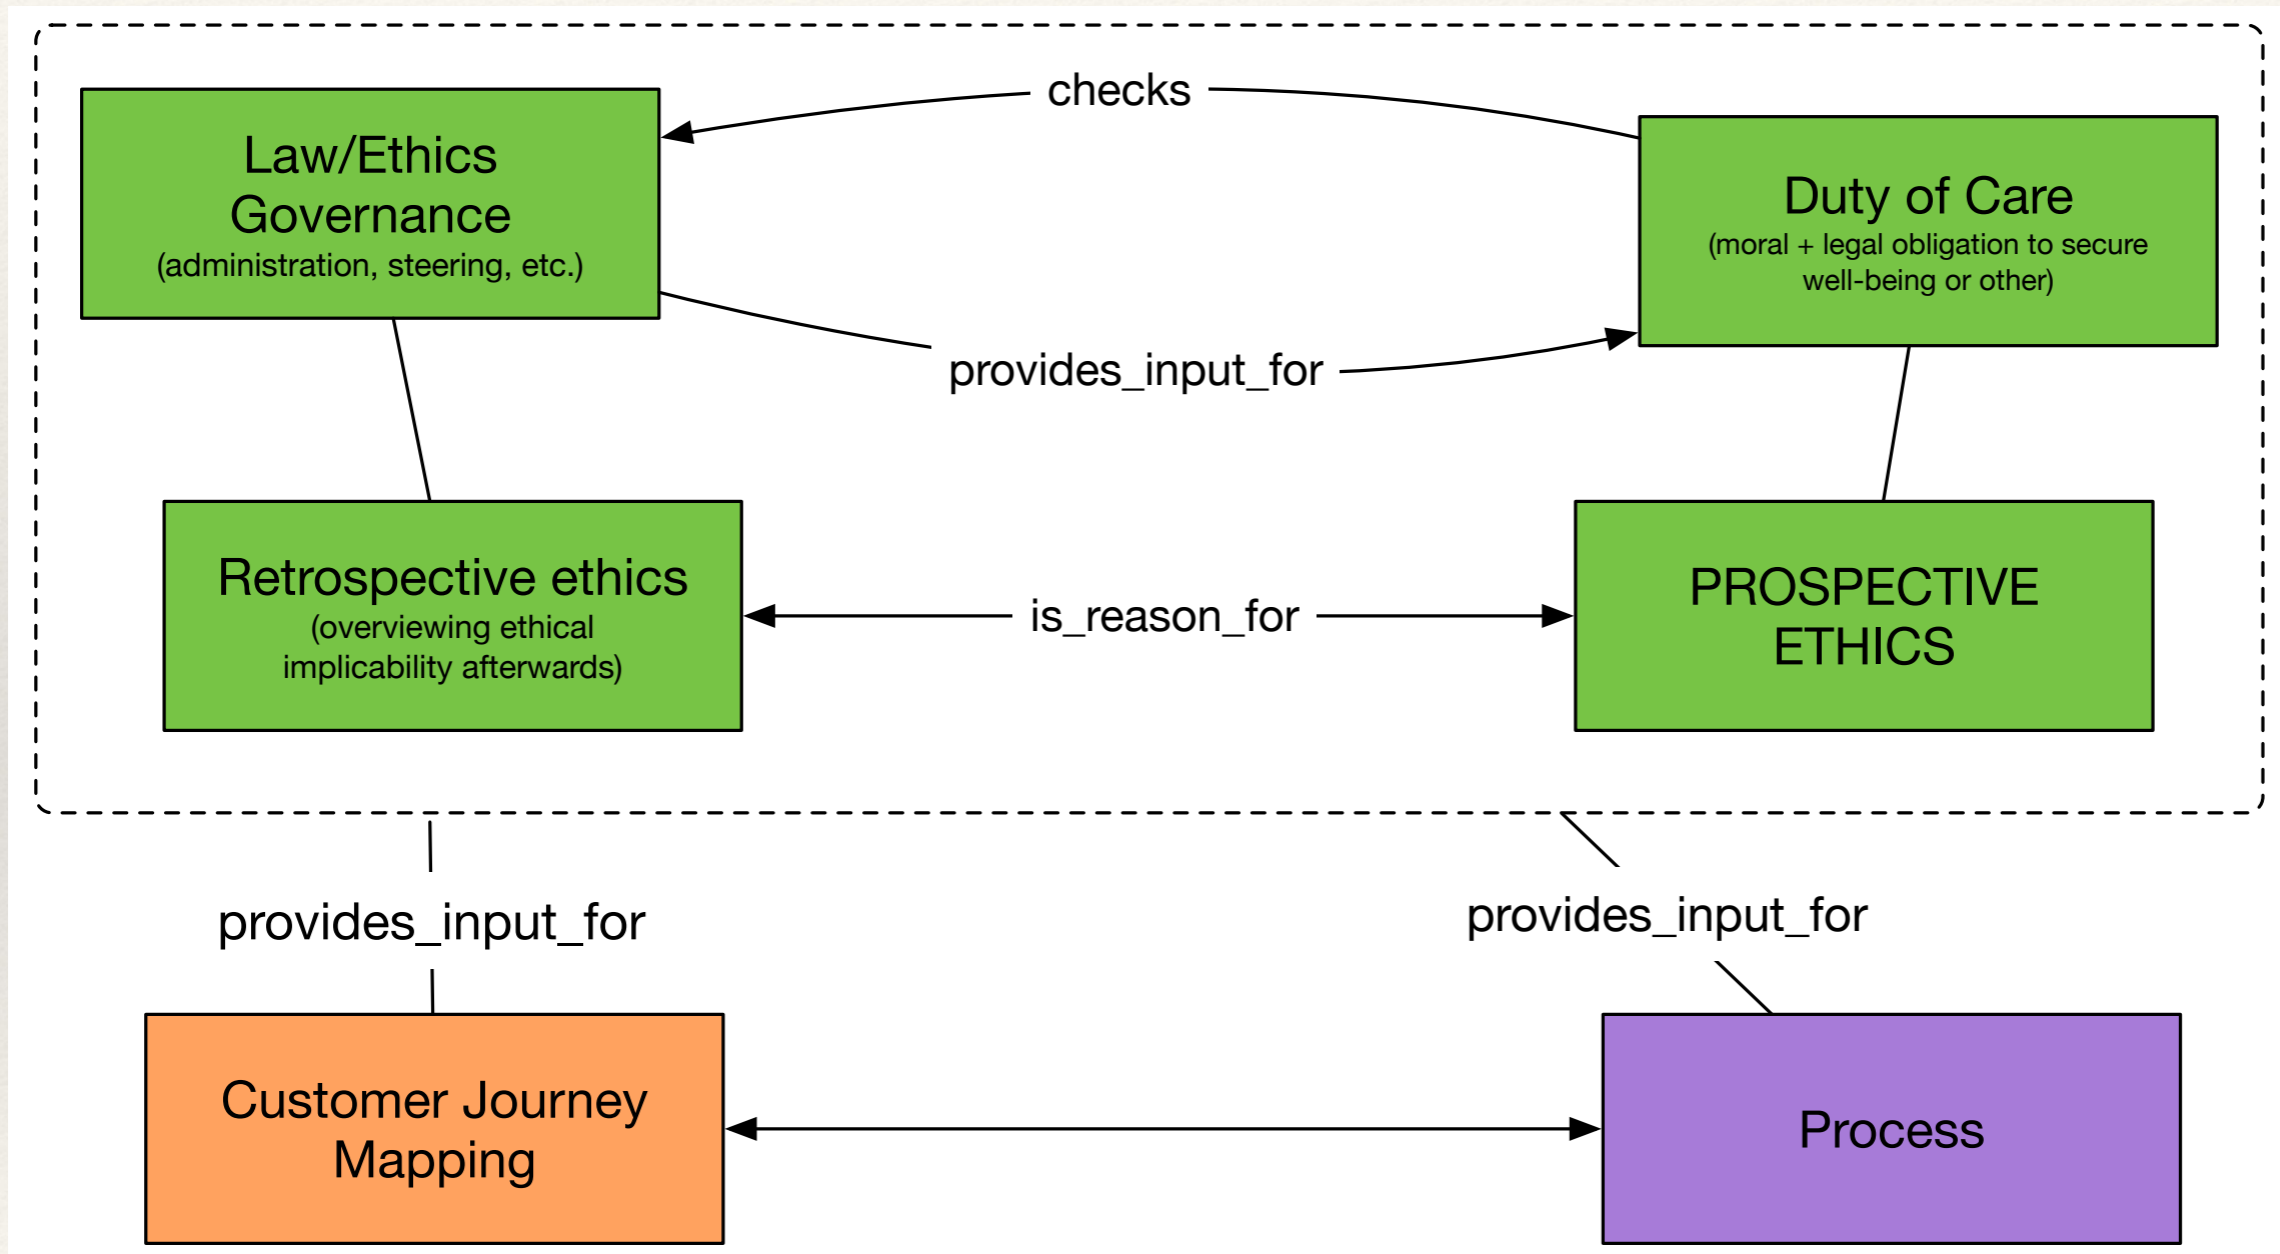 checks
Law/Ethics
Governance
(administration, steering, etc.)
Duty of Care
(moral + legal obligation to secure
well-being or other)
provides_input_for
Retrospective ethics
(overviewing ethical
implicability afterwards)
is_reason_for
PROSPECTIVE
ETHICS
provides_input_for
provides_input_for
Customer Journey
Mapping
Process